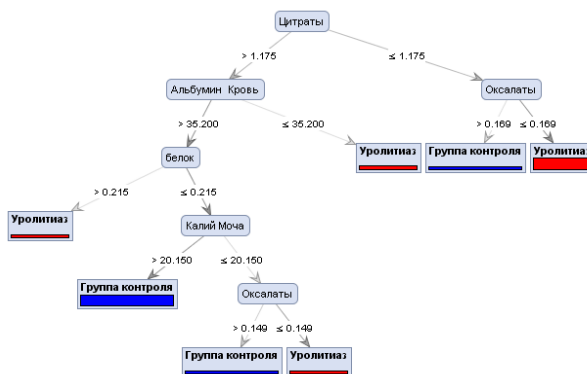 Цитраты
> 1.175
≤ 1.175
Альбумин Кровь
Оксалаты
> 35.200
≤ 35.200
> 0.169
≤ 0.169
белок
Уролитиаз
Группа контроля
Уролитиаз
> 0.215
≤ 0.215
Уролитиаз
Калий Моча
> 20.150
≤ 20.150
Группа контроля
Оксалаты
> 0.149
≤ 0.149
Группа контроля
Уролитиаз